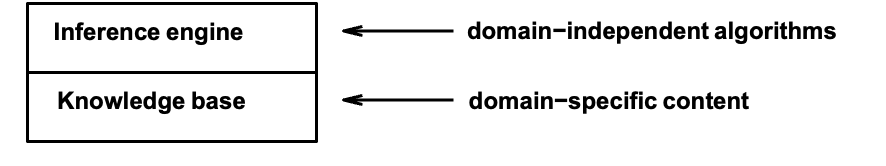 Inference engine
domain−independent algorithms
Knowledge base
domain−specific content